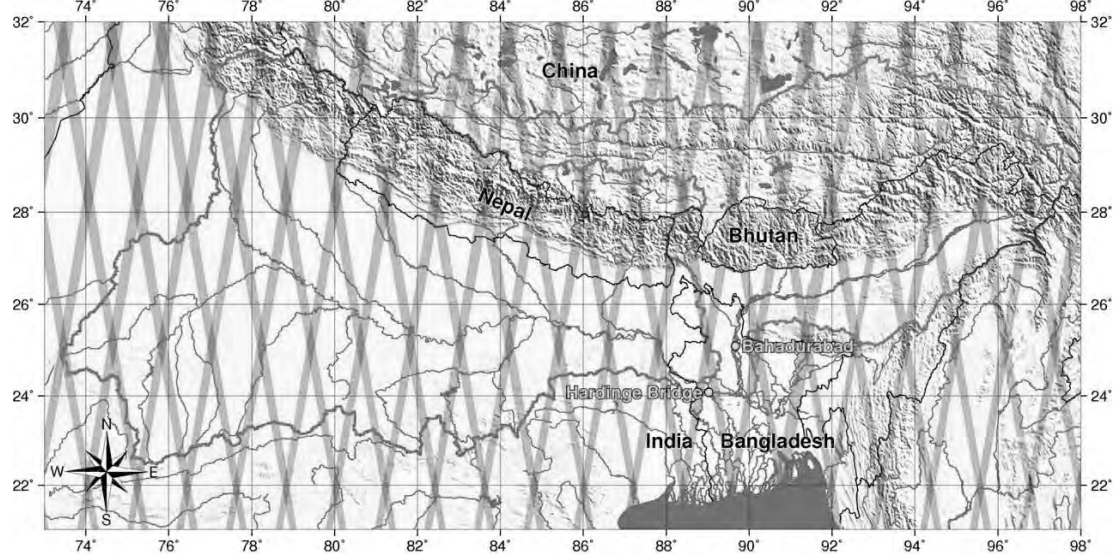 74° 76° 78° 80° 82° 84° 86° 88° 90° 92° 94° 96° 98°
32° 32°
China
30° 30°
Nepal
28° 28°
Bhutan
26° 26°
Bahadurabad
24° Hardinge Bridge 24°
India Bangladesh
N
W E
S
22° 22°
74° 76° 78° 80° 82° 84° 86° 88° 90° 92° 94° 96° 98°